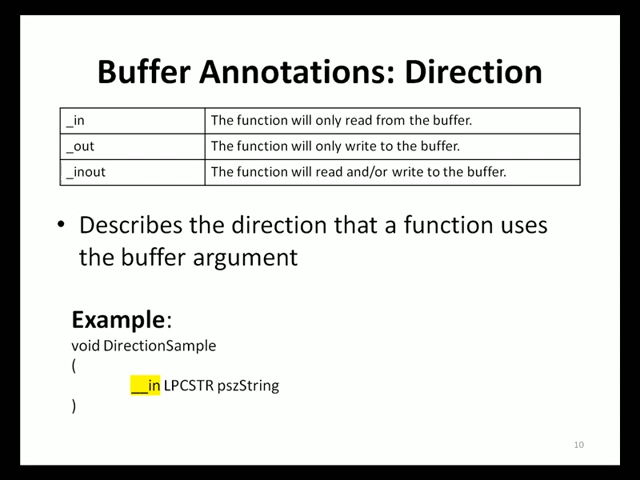 Buffer Annotations: Direction
_in The function will only read from the buffer.
_out The function will only write to the buffer.
_inout The function will read and/or write to the buffer.
• Describes the direction that a function uses
the buffer argument
Example:
void DirectionSample
(
__in LPCSTR pszString
)
10